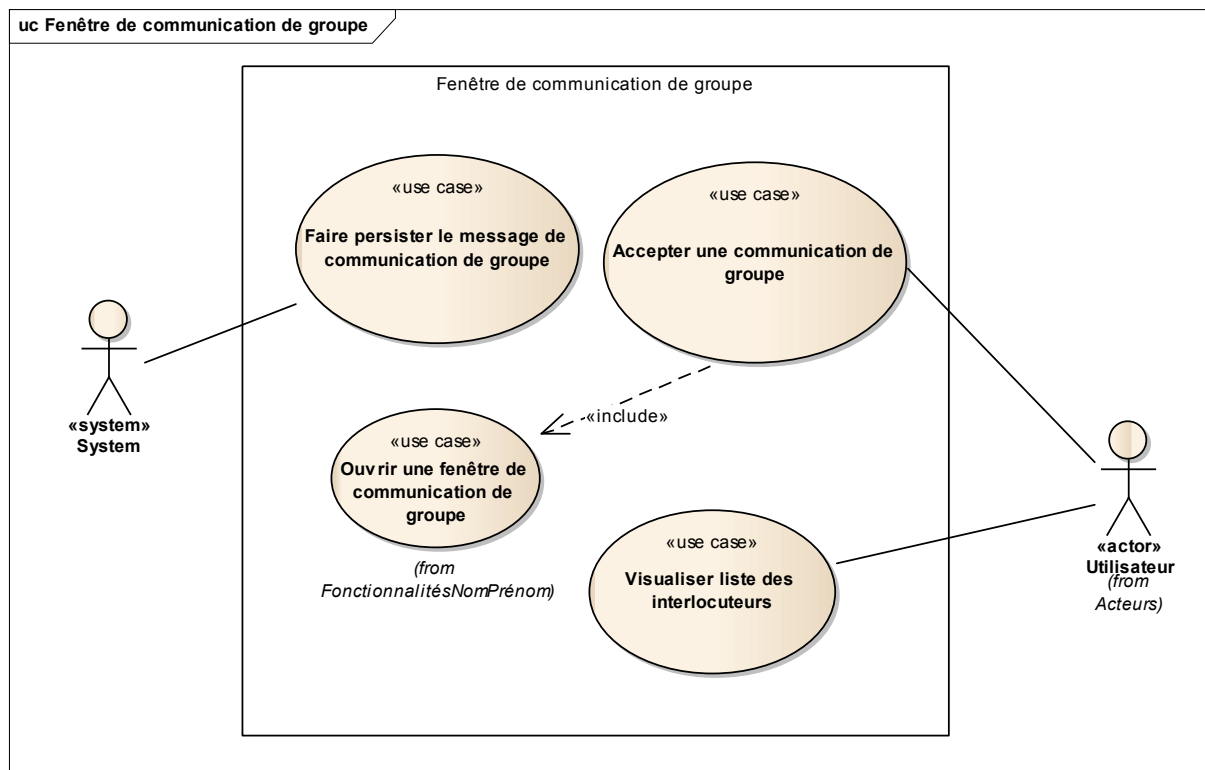 uc Fenêtre de communication de groupe
Fenêtre de communication de groupe
«use case»
Faire persister le message de
communication de groupe
«use case»
Accepter une communication de
groupe
«system»
System
«include»
«use case»
Ouvrir une fenêtre de
communication de
groupe
(from
FonctionnalitésNomPrénom)
«use case»
Visualiser liste des
interlocuteurs
«actor»
Utilisateur
(from
Acteurs)